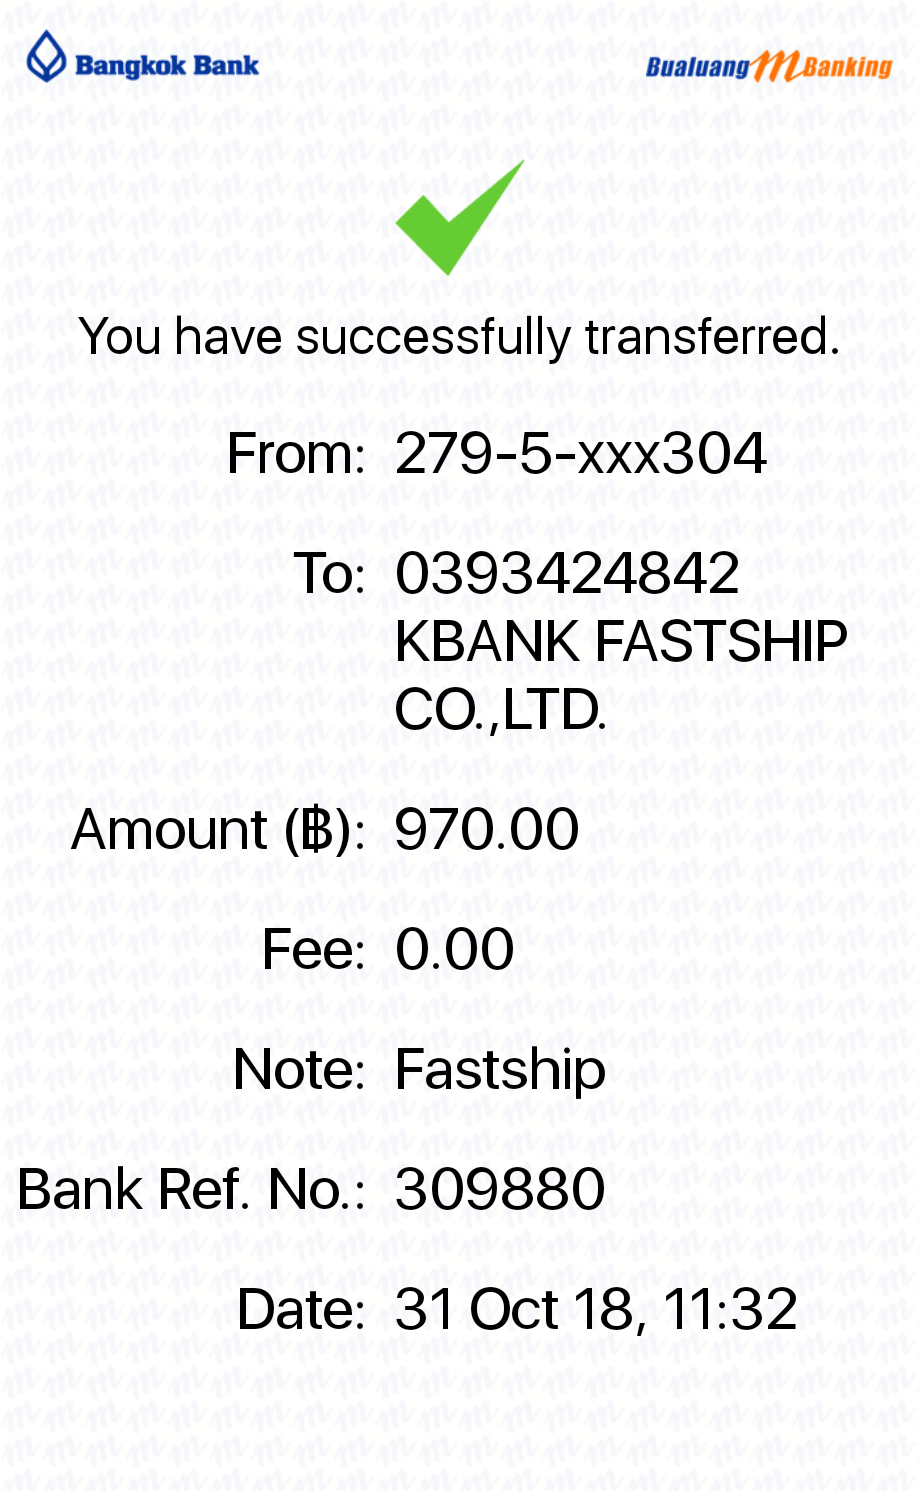 Bangkok Bank
Bualuang mBanking
You have successfully transferred.
From: 279-5-xxx304
To: 0393424842
KBANK FASTSHIP
CO.,LTD.
Amount (฿): 970.00
Fee: 0.00
Note: Fastship
Bank Ref. No.: 309880
Date: 31 Oct 18, 11:32